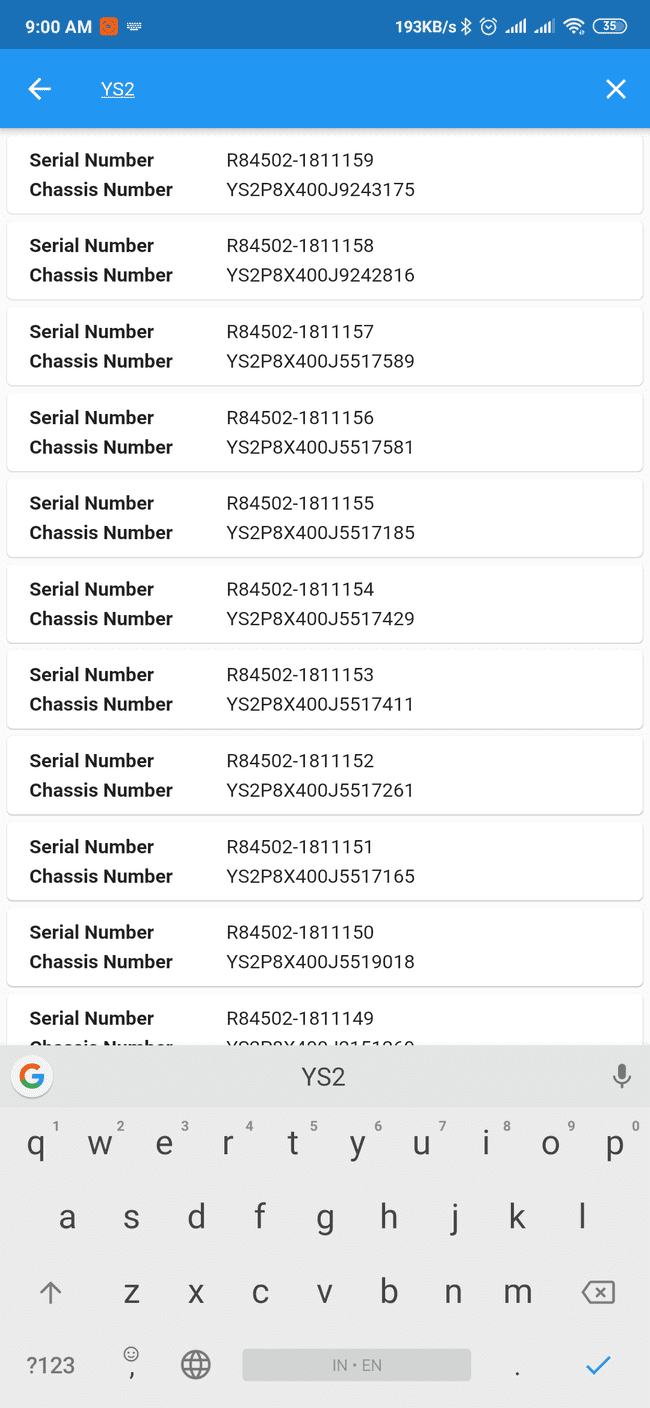 9:00 AM 193KB/s 35
YS2
Serial Number R84502-1811159
Chassis Number YS2P8X400J9243175
Serial Number R84502-1811158
Chassis Number YS2P8X400J9242816
Serial Number R84502-1811157
Chassis Number YS2P8X400J5517589
Serial Number R84502-1811156
Chassis Number YS2P8X400J5517581
Serial Number R84502-1811155
Chassis Number YS2P8X400J5517185
Serial Number R84502-1811154
Chassis Number YS2P8X400J5517429
Serial Number R84502-1811153
Chassis Number YS2P8X400J5517411
Serial Number R84502-1811152
Chassis Number YS2P8X400J5517261
Serial Number R84502-1811151
Chassis Number YS2P8X400J5517165
Serial Number R84502-1811150
Chassis Number YS2P8X400J5519018
Serial Number R84502-1811149
Chassis Number
YS2
1 2 3 4 5 6 7 8 9 0
q w e r t y u i o p
a s d f g h j k l
z x c v b n m
?123 , IN • EN .